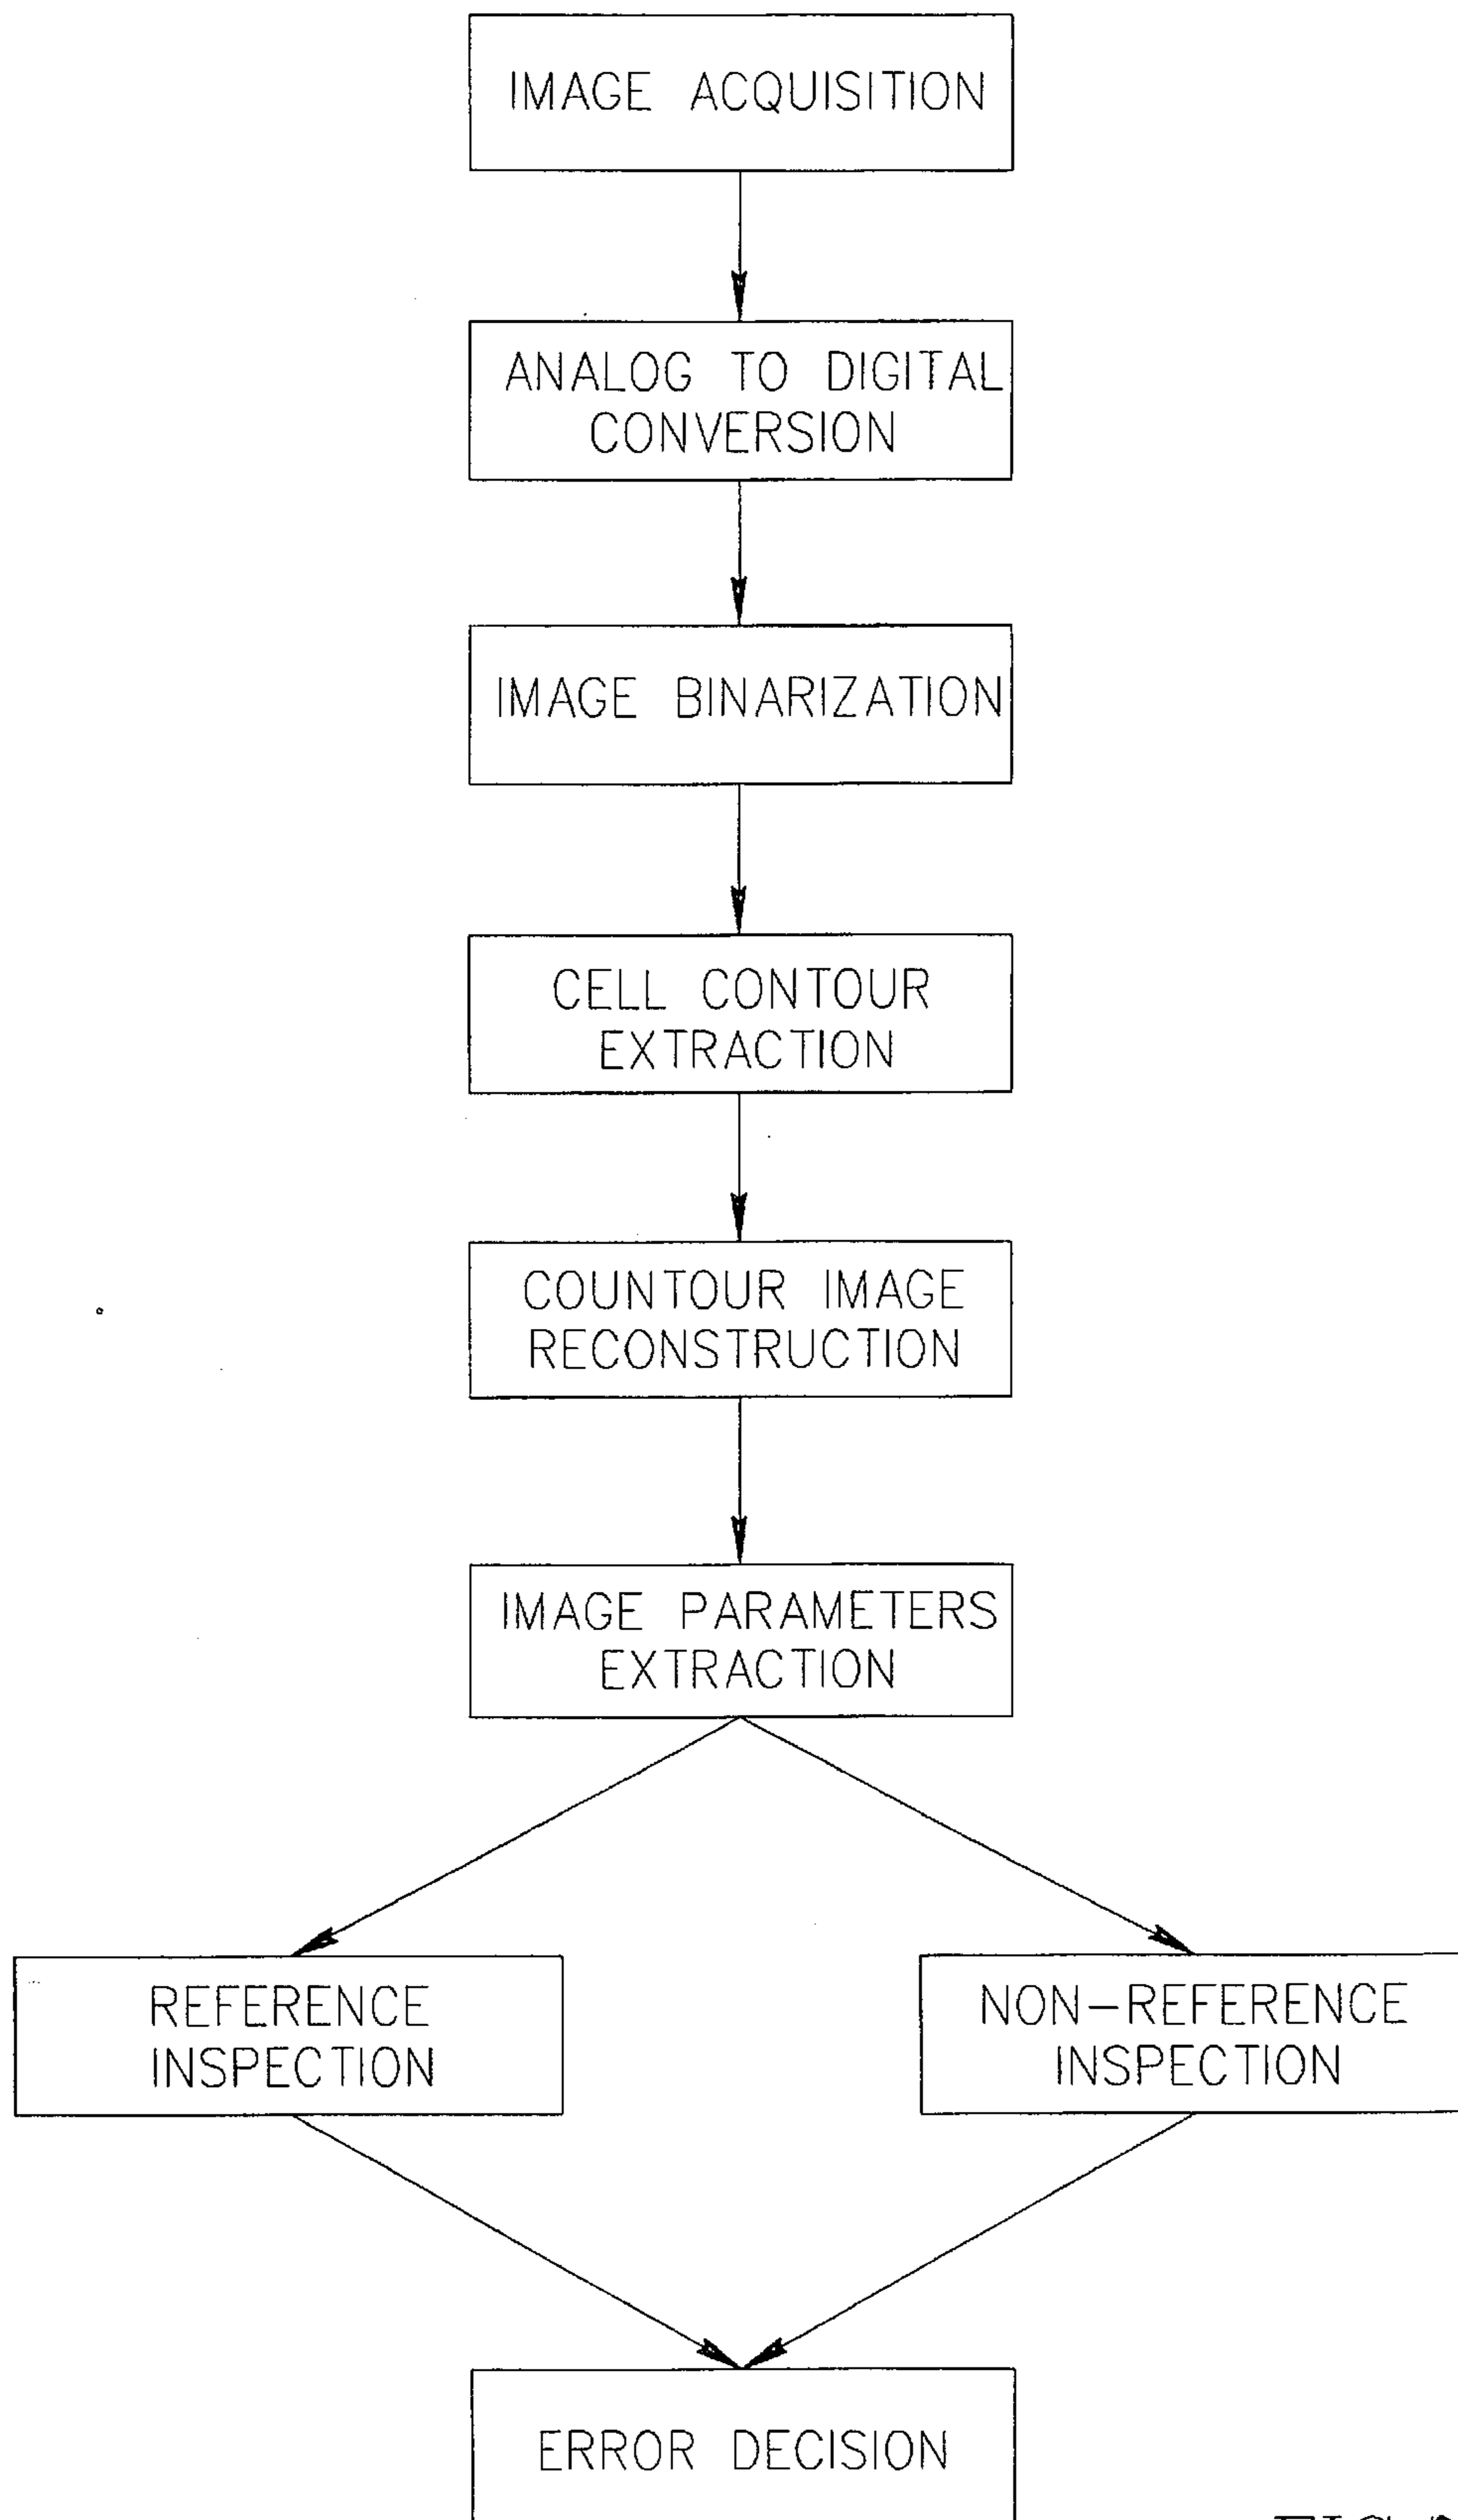 IMAGE ACQUISITION
ANALOG TO DIGITAL
CONVERSION
IMAGE BINARIZATION
CELL CONTOUR
EXTRACTION
COUNTOUR IMAGE
RECONSTRUCTION
IMAGE PARAMETERS
EXTRACTION
REFERENCE
INSPECTION
NON-REFERENCE
INSPECTION
ERROR DECISION